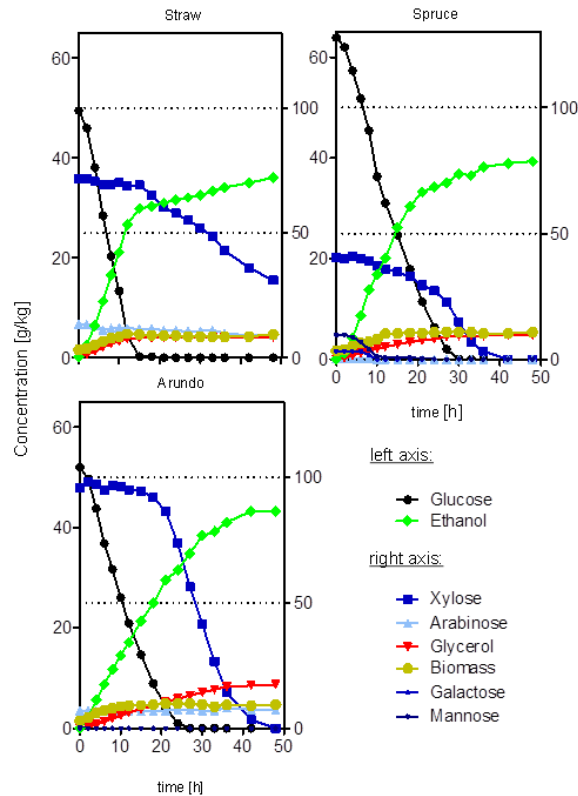 Straw
Spruce
60
40
20
0
100
50
0
60
40
20
0
100
50
0
0 10 20 30 40 50
time [h]
Concentration [g/kg]
Arundo
60
40
20
0
100
50
0
0 10 20 30 40 50
time [h]
left axis:
Glucose
Ethanol
right axis:
Xylose
Arabinose
Glycerol
Biomass
Galactose
Mannose